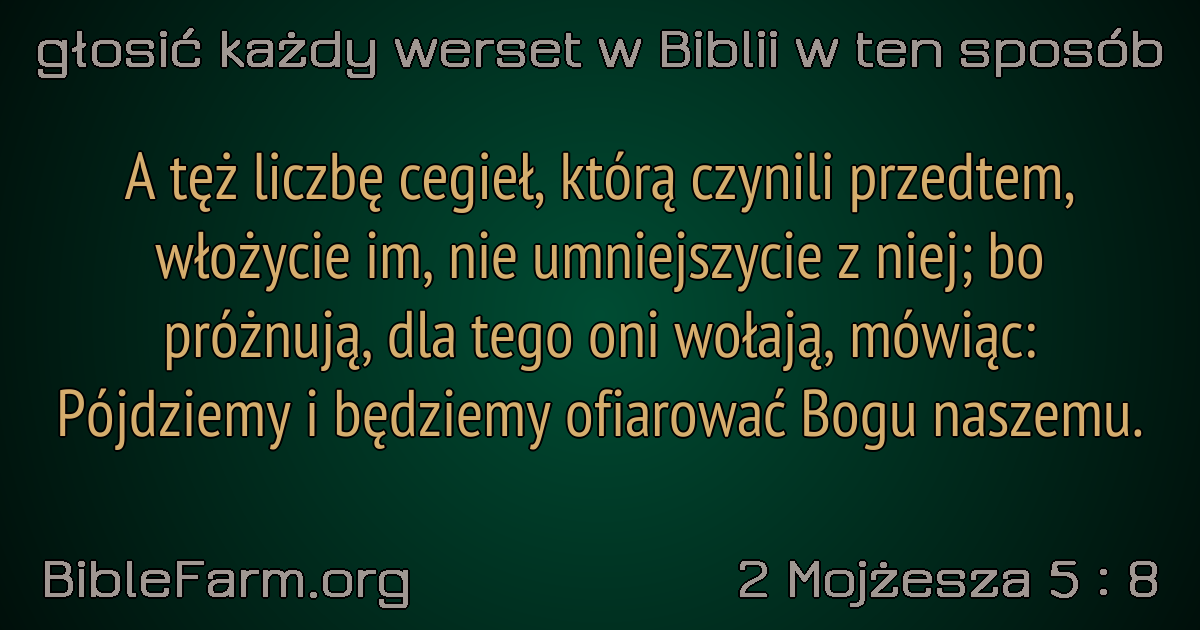 głosić każdy werset w Biblii w ten sposób
A tęż liczbę cegieł, którą czynili przedtem,
włożycie im, nie umniejszycie z niej; bo
próżnują, dla tego oni wołają, mówiąc:
Pójdziemy i będziemy ofiarować Bogu naszemu.
BibleFarm.org
2 Mojżesza 5 : 8